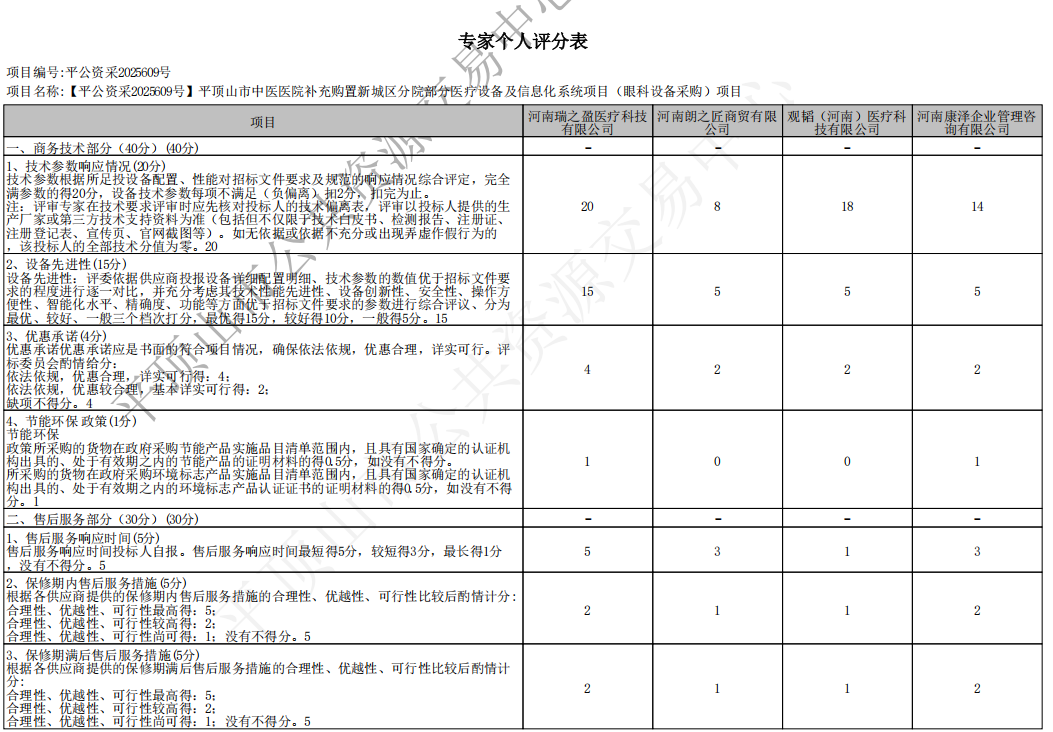 专家个人评分表
项目编号:平公资采2025609号
项目名称:【平公资采2025609号】平顶山市中医医院补充购置新城区分院部分医疗设备及信息化系统项目（眼科设备采购）项目
项目
河南瑞之盈医疗科技
有限公司
河南朗之匠商贸有限
公司
观韬（河南）医疗科
技有限公司
河南康泽企业管理咨
询有限公司
一、商务技术部分（40分）(40分)
-
-
-
-
1、技术参数响应情况(20分)
技术参数根据所足投设备配置、性能对招标文件要求及规范的响应情况综合评定，完全
满参数的得20分，设备技术参数每项不满足（负偏离）扣2分，扣完为止。
注：评审专家在技术要求评审时应先核对投标人的技术偏离表，评审以投标人提供的生
产厂家或第三方技术支持资料为准（包括但不仅限于技术白皮书、检测报告、注册证、
注册登记表、宣传页、官网截图等）。如无依据或依据不充分或出现弄虚作假行为的
，该投标人的全部技术分值为零。20
20
8
18
14
2、设备先进性(15分)
设备先进性：评委依据供应商投报设备详细配置明细、技术参数的数值优于招标文件要
求的程度进行逐一对比，并充分考虑其技术性能先进性、设备创新性、安全性、操作方
便性、智能化水平、精确度、功能等方面优于招标文件要求的参数进行综合评议、分为
最优、较好、一般三个档次打分，最优得15分，较好得10分，一般得5分。15
15
5
5
5
3、优惠承诺(4分)
优惠承诺优惠承诺应是书面的符合项目情况，确保依法依规，优惠合理，详实可行。评
标委员会酌情给分：
依法依规，优惠合理，详实可行得：4；
依法依规，优惠较合理，基本详实可行得：2；
缺项不得分。4
4
2
2
2
4、节能环保 政策(1分)
节能环保
政策所采购的货物在政府采购节能产品实施品目清单范围内，且具有国家确定的认证机
构出具的、处于有效期之内的节能产品的证明材料的得0.5分，如没有不得分。
所采购的货物在政府采购环境标志产品实施品目清单范围内，且具有国家确定的认证机
构出具的、处于有效期之内的环境标志产品认证证书的证明材料的得0.5分，如没有不得
分。1
1
0
0
1
二、售后服务部分（30分）(30分)
-
-
-
-
1、售后服务响应时间(5分)
售后服务响应时间投标人自报。售后服务响应时间最短得5分，较短得3分，最长得1分
，没有不得分。5
5
3
1
3
2、保修期内售后服务措施(5分)
根据各供应商提供的保修期内售后服务措施的合理性、优越性、可行性比较后酌情计分：
合理性、优越性、可行性最高得：5；
合理性、优越性、可行性较高得：2；
合理性、优越性、可行性尚可得：1；没有不得分。5
2
1
1
2
3、保修期满后售后服务措施(5分)
根据各供应商提供的保修期满后售后服务措施的合理性、优越性、可行性比较后酌情计
分：
合理性、优越性、可行性最高得：5；
合理性、优越性、可行性较高得：2；
合理性、优越性、可行性尚可得：1；没有不得分。5
2
1
1
2
平顶山市公共资源交易中心
平顶山市公共资源交易中心